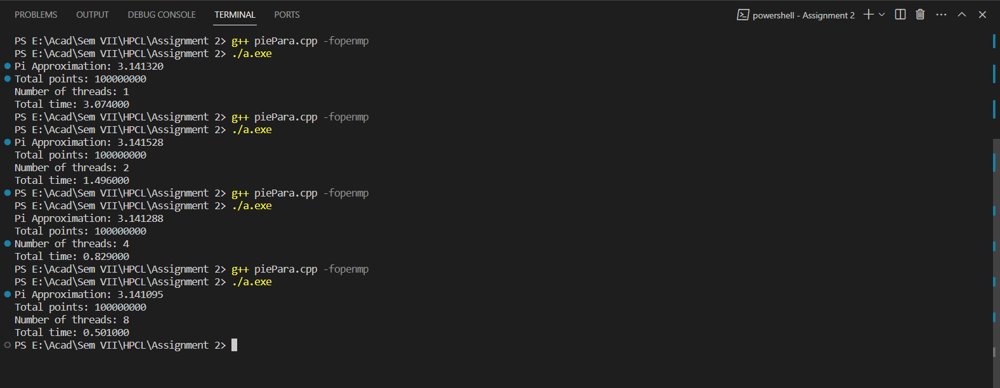 PROBLEMS OUTPUT DEBUG CONSOLE TERMINAL PORTS powershell - Assignment 2
PS E:\Acad\Sem VII\HPCL\Assignment 2> g++ piePara.cpp -fopenmp
PS E:\Acad\Sem VII\HPCL\Assignment 2> ./a.exe
Pi Approximation: 3.141320
Total points: 100000000
Number of threads: 1
Total time: 3.074000
PS E:\Acad\Sem VII\HPCL\Assignment 2> g++ piePara.cpp -fopenmp
PS E:\Acad\Sem VII\HPCL\Assignment 2> ./a.exe
Pi Approximation: 3.141528
Total points: 100000000
Number of threads: 2
Total time: 1.496000
PS E:\Acad\Sem VII\HPCL\Assignment 2> g++ piePara.cpp -fopenmp
PS E:\Acad\Sem VII\HPCL\Assignment 2> ./a.exe
Pi Approximation: 3.141288
Total points: 100000000
Number of threads: 4
Total time: 0.829000
PS E:\Acad\Sem VII\HPCL\Assignment 2> g++ piePara.cpp -fopenmp
PS E:\Acad\Sem VII\HPCL\Assignment 2> ./a.exe
Pi Approximation: 3.141095
Total points: 100000000
Number of threads: 8
Total time: 0.501000
PS E:\Acad\Sem VII\HPCL\Assignment 2>